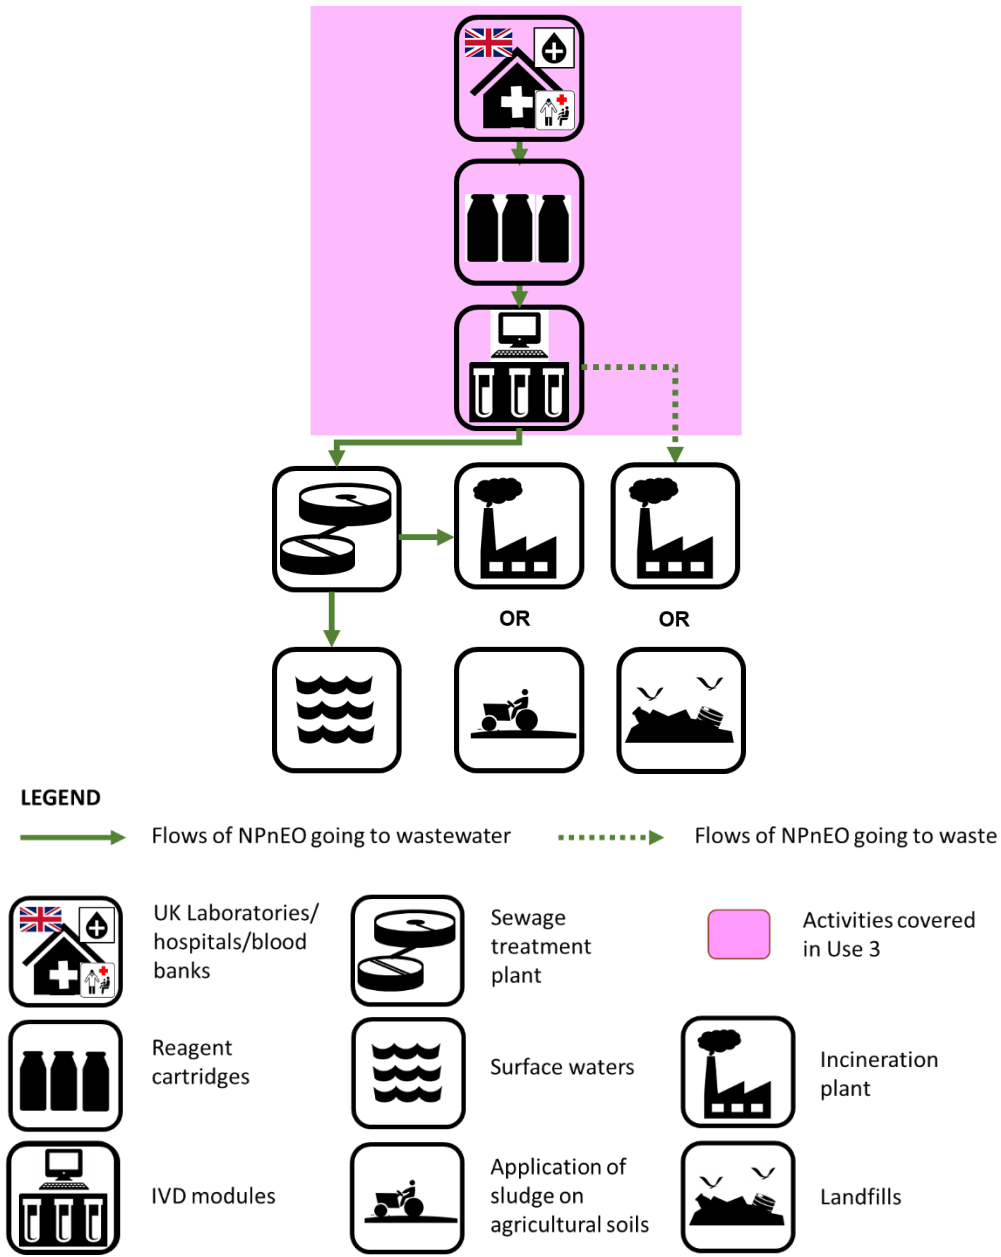 OR
OR
LEGEND
Flows of NPnEO going to wastewater
Flows of NPnEO going to waste
UK Laboratories/
hospitals/blood
banks
Sewage
treatment
plant
Activities covered
in Use 3
Reagent
cartridges
Surface waters
Incineration
plant
IVD modules
Application of
sludge on
agricultural soils
Landfills